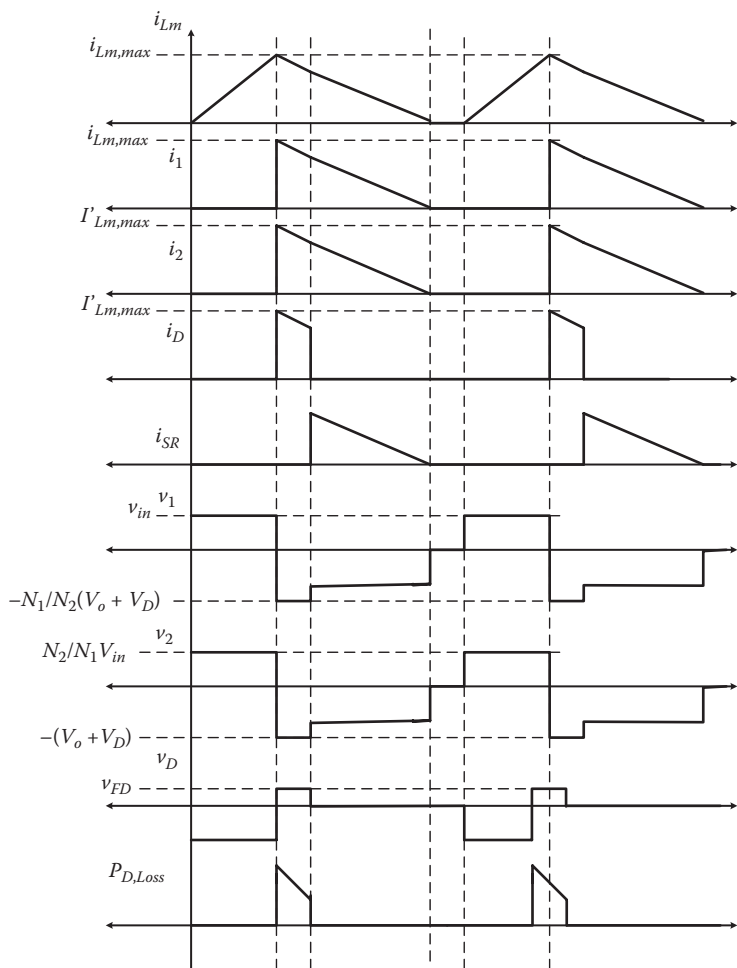 i_Lm
i_Lm,max
i_Lm,max
i_1
I'_Lm,max
i_2
I'_Lm,max
i_D
i_SR
v_1
v_in
−N_1/N_2(V_o + V_D)
v_2
N_2/N_1V_in
−(V_o + V_D)
v_D
v_FD
P_D,Loss